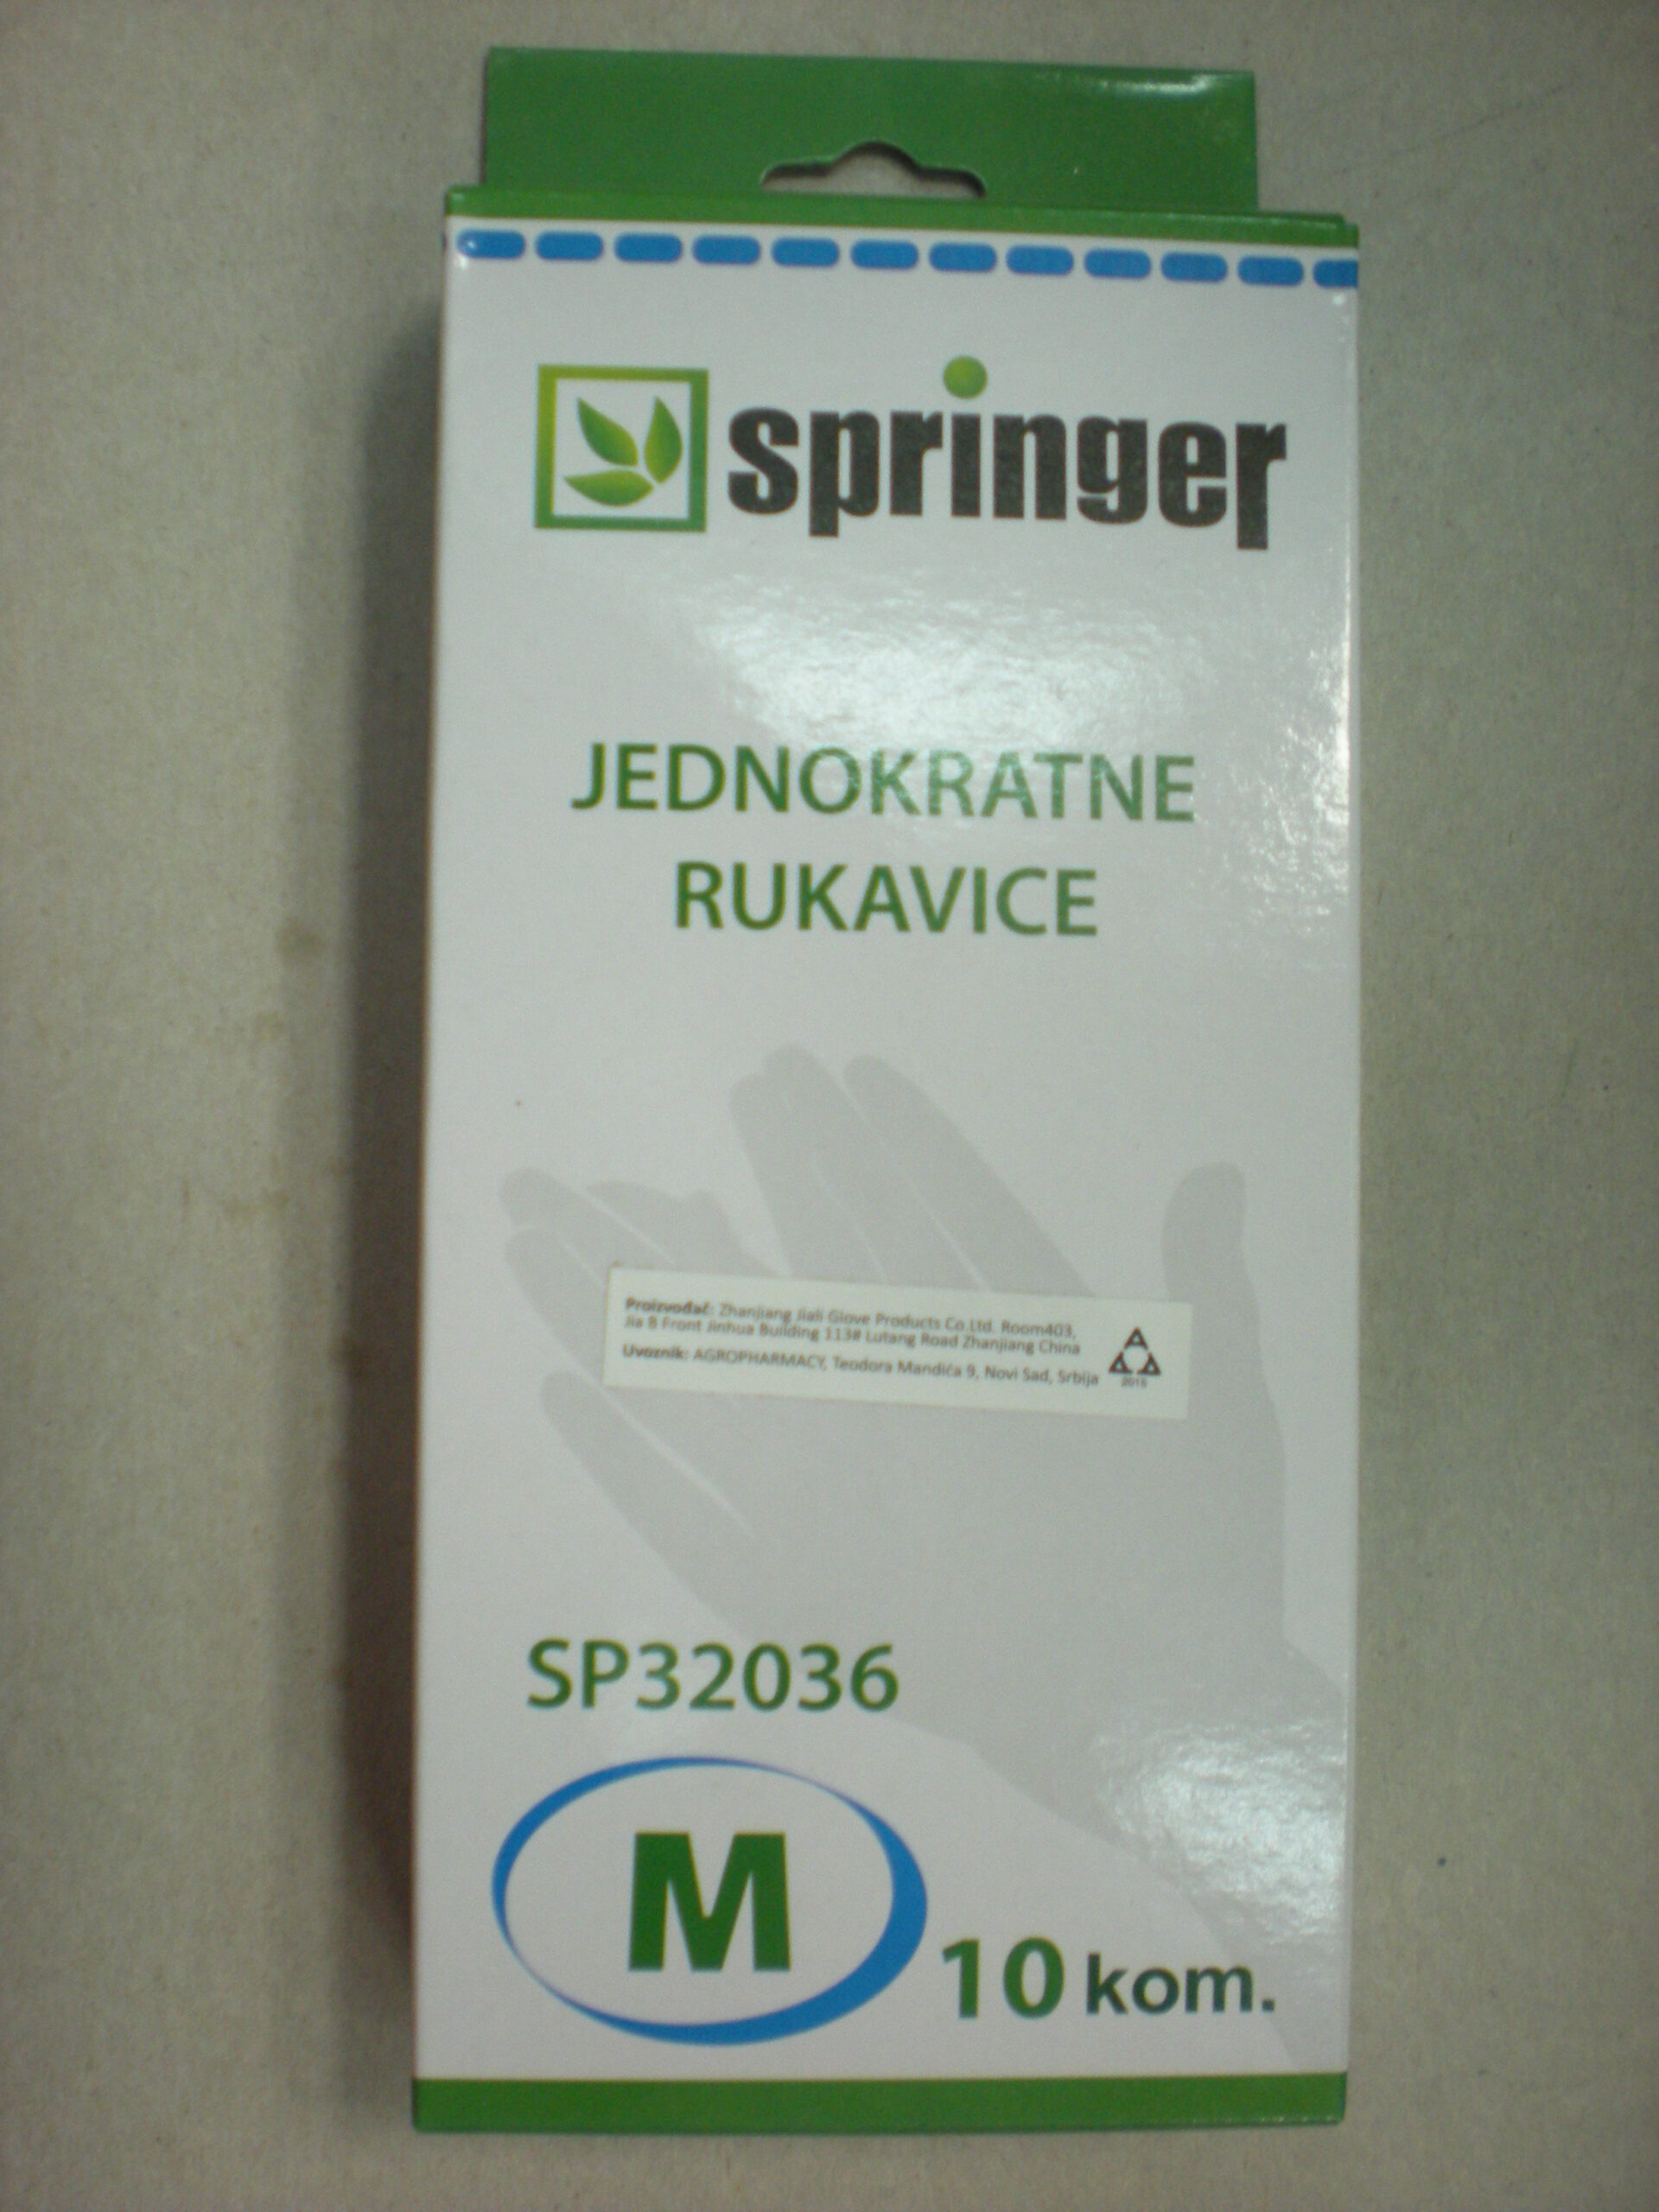 springer
JEDNOKRATNE
RUKAVICE
Proizvođač: Zhanjiang Jiali Glove Products Co.Ltd. Room403,
Jia B Front Jinhua Building 113# Lutang Road Zhanjiang China
Uvoznik: AGROPHARMACY, Teodora Mandića 9, Novi Sad, Srbija
A
A A
2015
SP32036
M
10 kom.